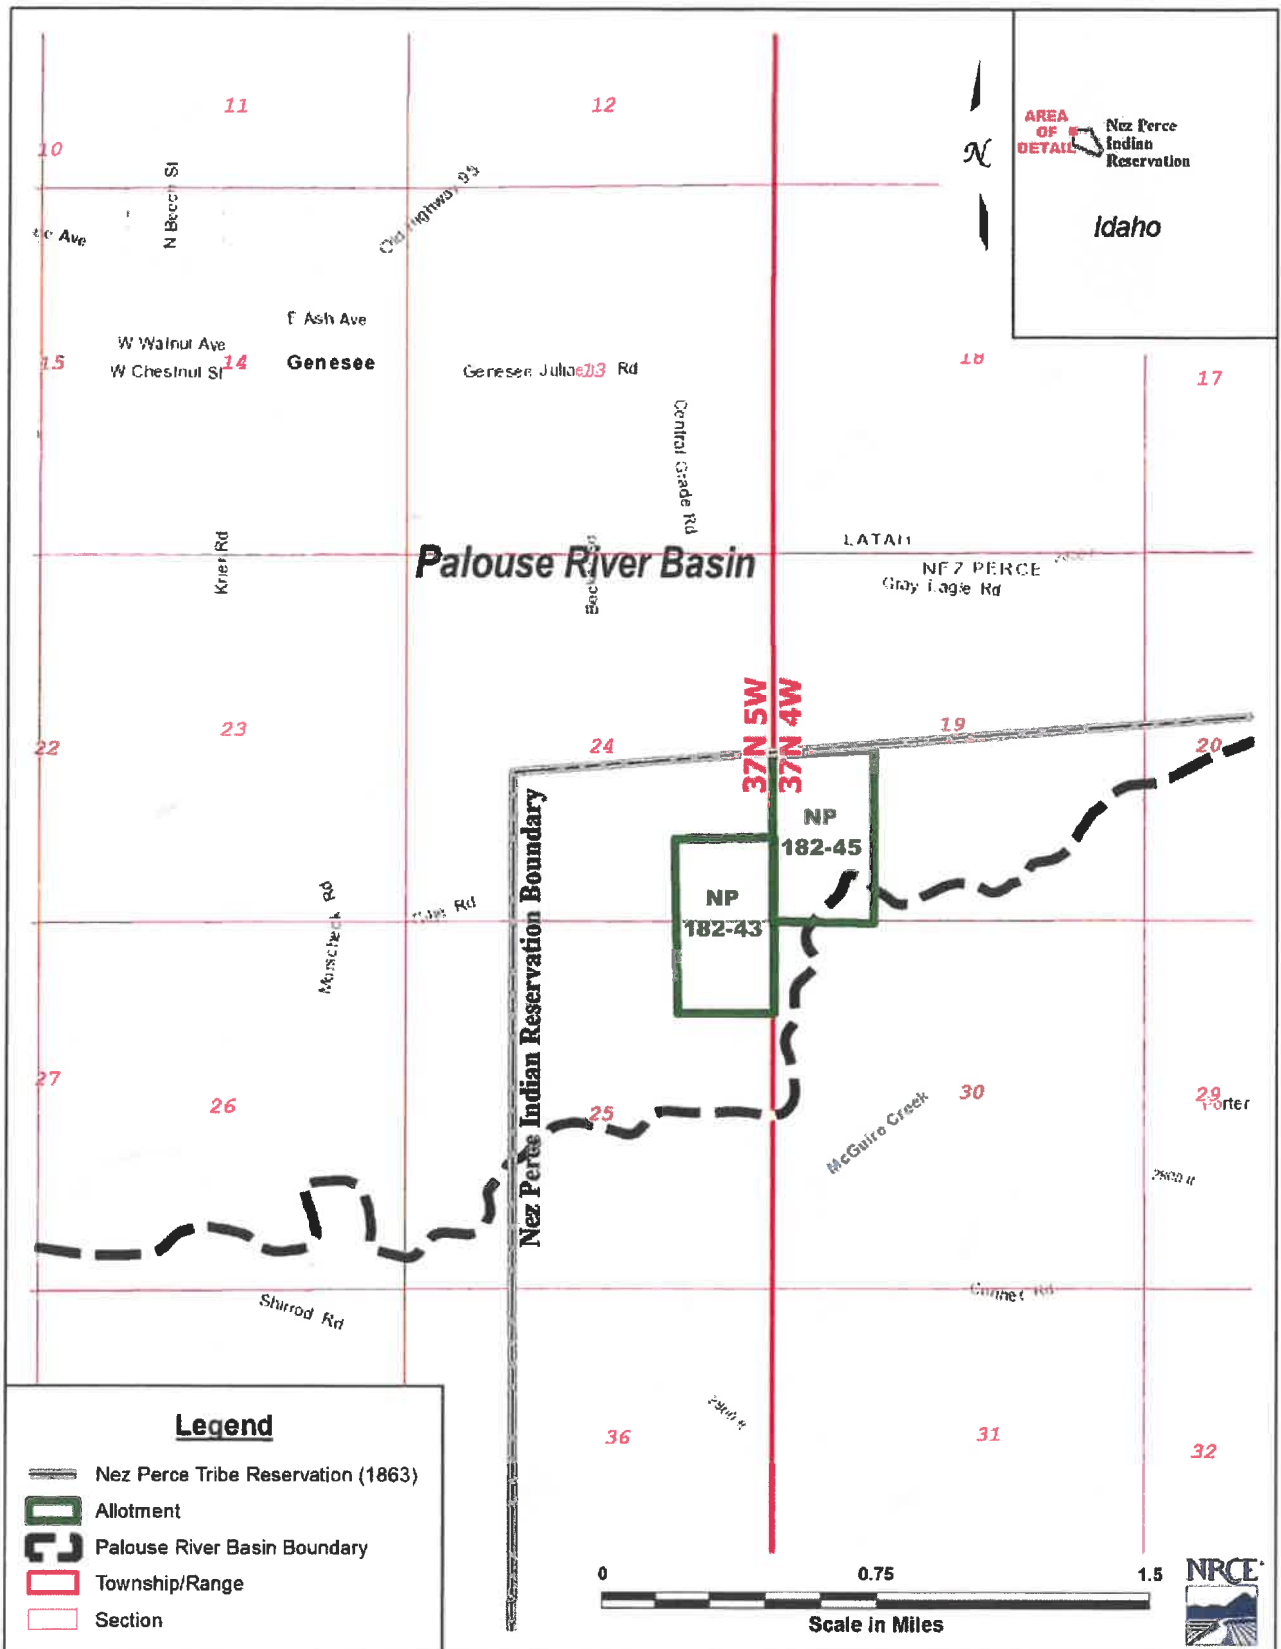 11
12
10
N Beech St
Old Highway 95
Ave
AREA
OF
DETAIL
Nez Perce
Indian
Reservation
N
Idaho
E Ash Ave
W Walnut Ave
15
W Chestnut St
14
Genesee
Genesee Rd
13
18
17
Central Grade Rd
Krier Rd
Palouse River Basin
LATAH
NEZ PERCE
Gray Eagle Rd
37N 5W
37N 4W
22
23
24
19
20
Nez Perce Indian Reservation Boundary
NP
182-45
NP
182-43
Rd
Rd
27
26
25
30
29
McGuire Creek
2800 ft
Shirrod Rd
Rd
36
31
32
Legend
Nez Perce Tribe Reservation (1863)
Allotment
Palouse River Basin Boundary
Township/Range
Section
0 0.75 1.5
Scale in Miles
NRCE